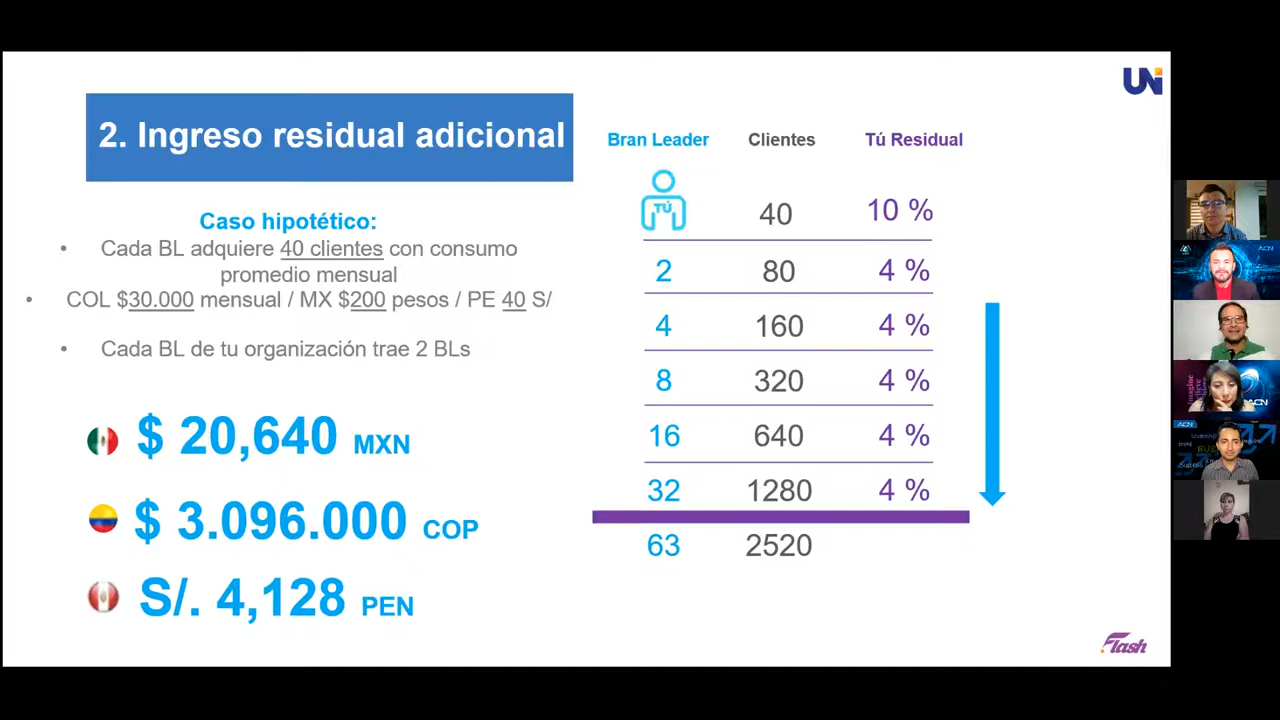 UNi
2. Ingreso residual adicional
Caso hipotético:
• Cada BL adquiere 40 clientes con consumo
promedio mensual
• COL $30.000 mensual / MX $200 pesos / PE 40 S/
• Cada BL de tu organización trae 2 BLs
$ 20,640 MXN
$ 3.096.000 COP
S/. 4,128 PEN
Bran Leader Clientes Tú Residual
TÚ 40 10 %
2 80 4 %
4 160 4 %
8 320 4 %
16 640 4 %
32 1280 4 %
63 2520
Flash
ACN
ACN
ACN